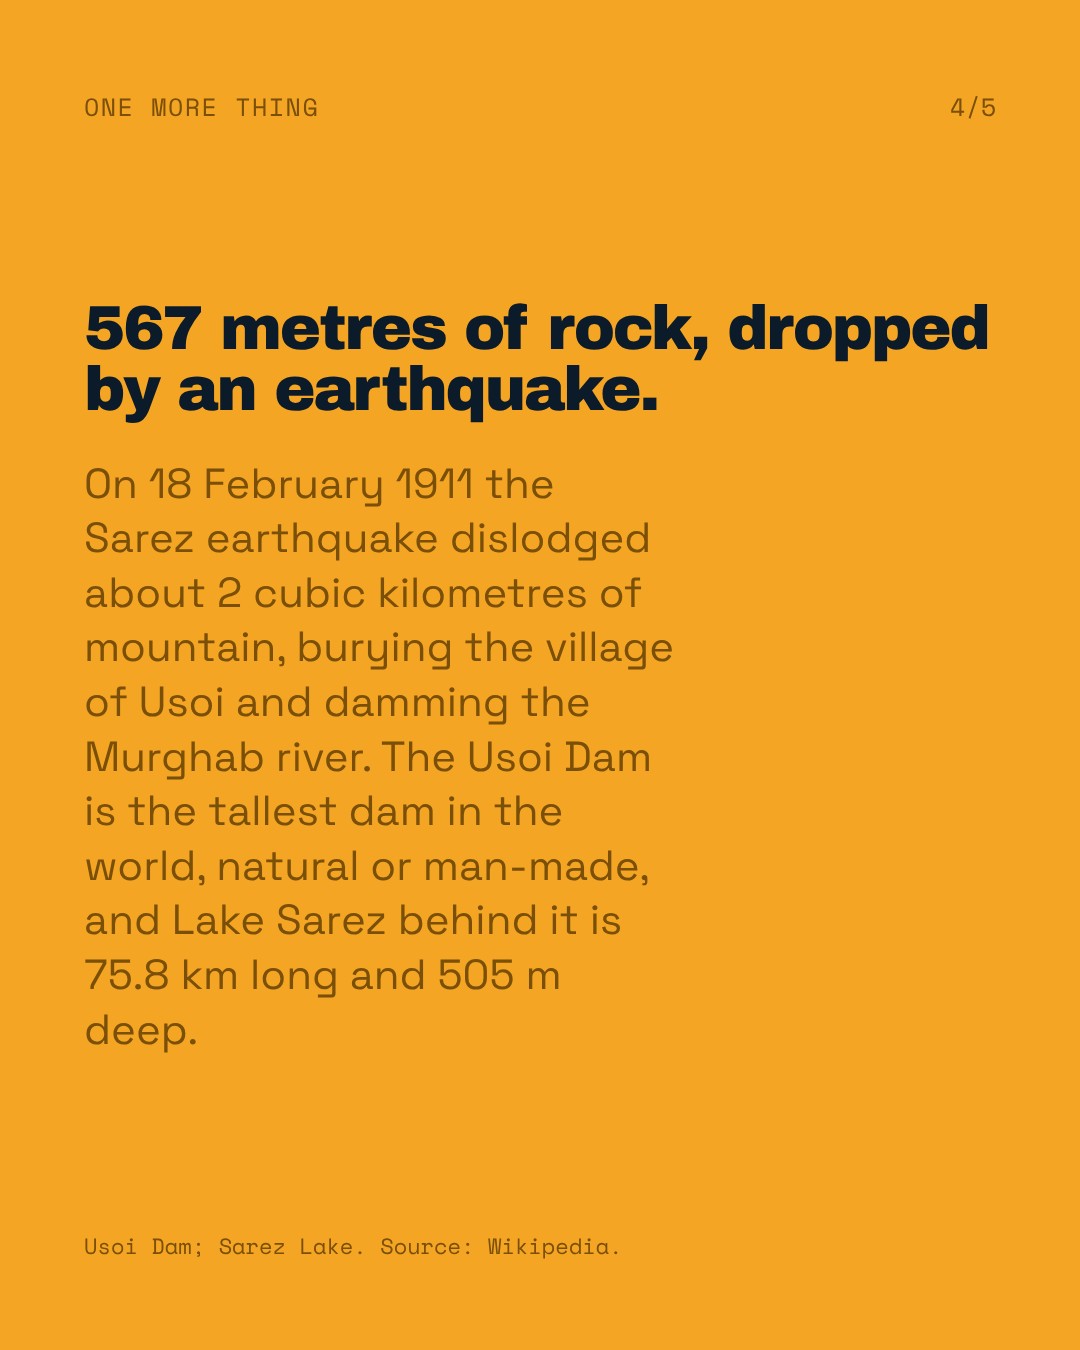 ONE MORE THING
4/5
567 metres of rock, dropped
by an earthquake.
On 18 February 1911 the
Sarez earthquake dislodged
about 2 cubic kilometres of
mountain, burying the village
of Usoi and damming the
Murghab river. The Usoi Dam
is the tallest dam in the
world, natural or man-made,
and Lake Sarez behind it is
75.8 km long and 505 m
deep.
Usoi Dam; Sarez Lake. Source: Wikipedia.